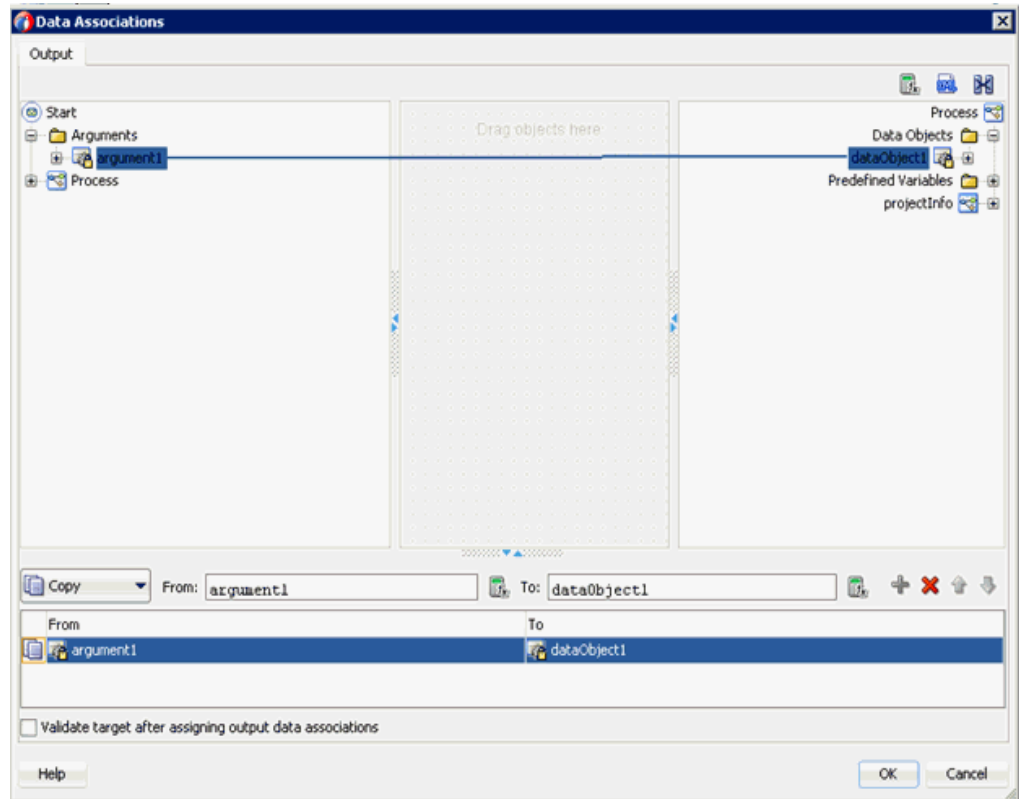 Data Associations
Output
Start
Arguments
argument1
Process
Drag objects here
Process
Data Objects
dataObject1
Predefined Variables
projectInfo
Copy From: argument1 To: dataObject1
From To
argument1 dataObject1
Validate target after assigning output data associations
Help OK Cancel